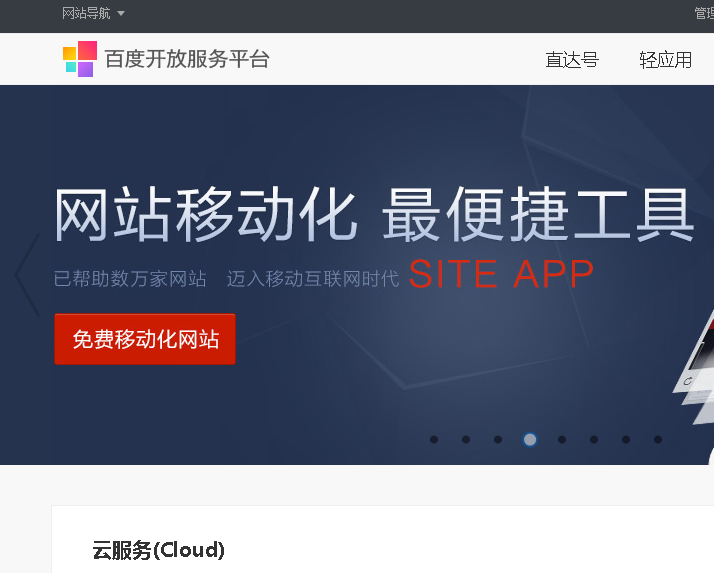 网站导航 管理
百度开放服务平台 直达号 轻应用
网站移动化 最便捷工具
已帮助数万家网站 迈入移动互联网时代 SITE APP
免费移动化网站
云服务(Cloud)